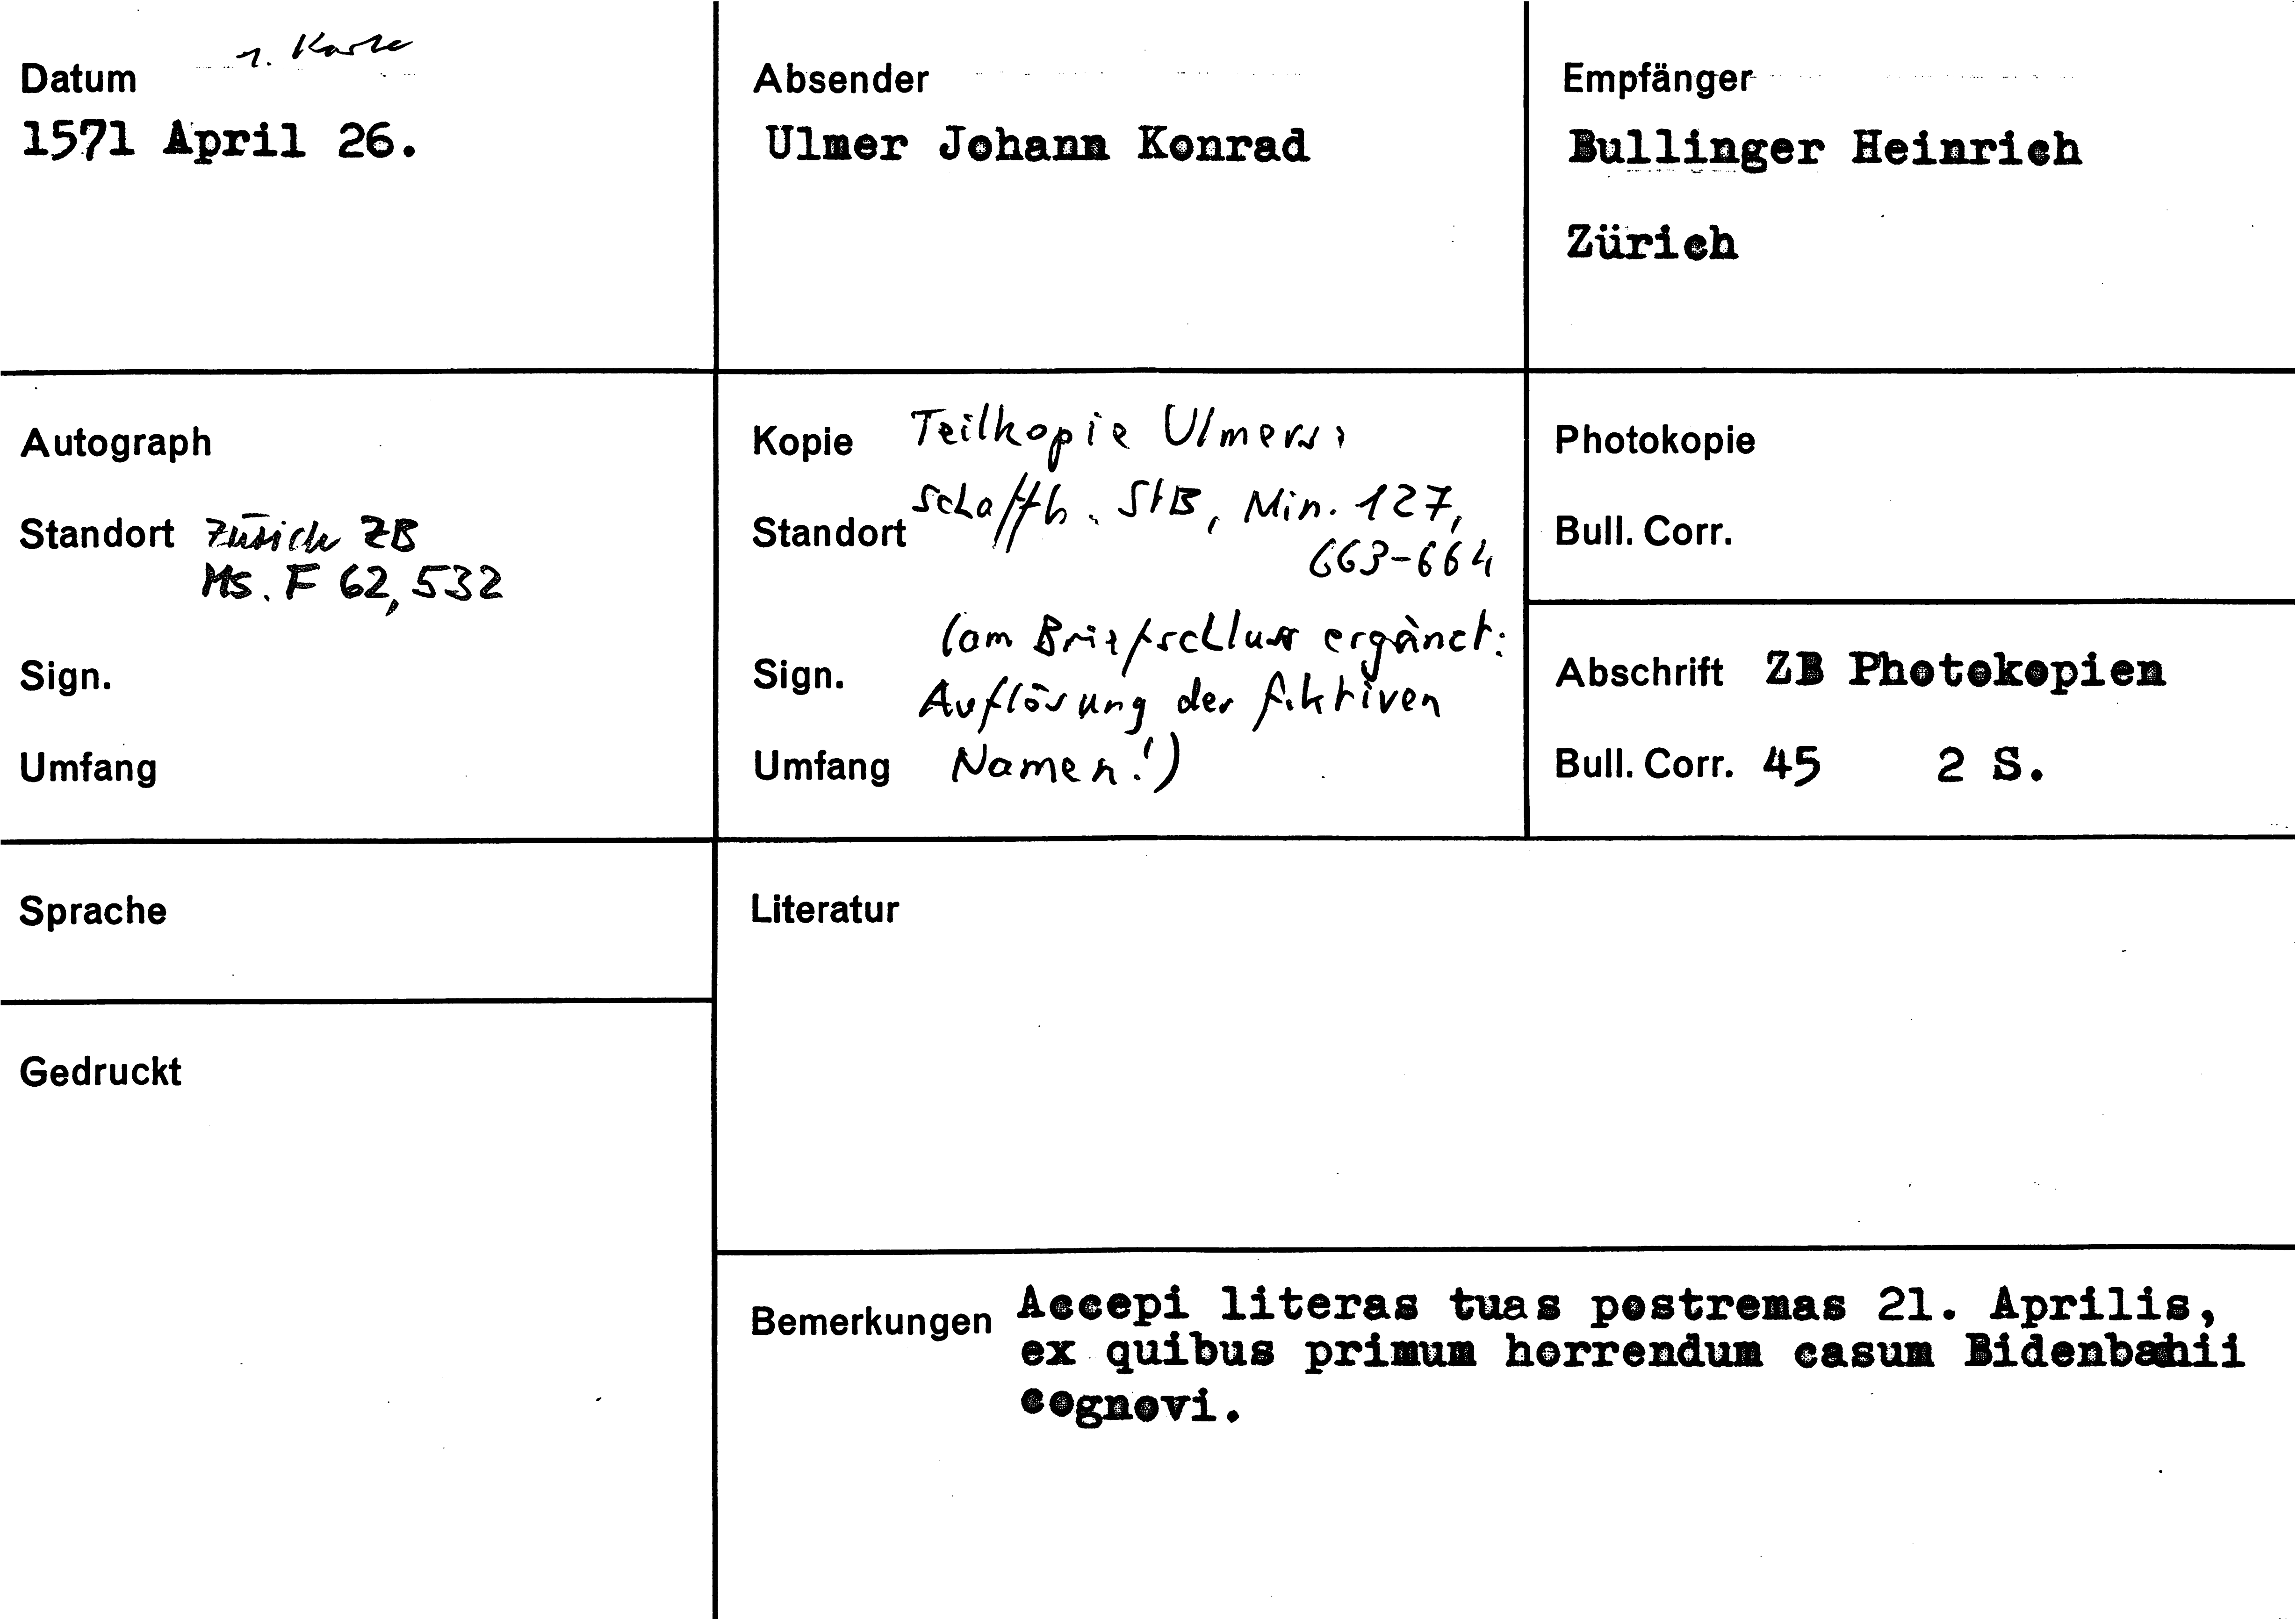 1. Karte
Datum
1571 April 26.
Absender
Ulmer Johann Konrad
Empfänger
Bullinger Heinrich
Zürich
Autograph
Standort Zürich ZB
Ms. F 62, 532
Sign.
Umfang
Kopie Teilkopie Ulmers:
Schaffh. StB, Min. 127,
Standort
663-664
(am Briefschluss ergänzt:
Sign.
Auflösung der fiktiven
Umfang Namen!)
Photokopie
Bull. Corr.
Abschrift ZB Photokopien
Bull. Corr. 45 2 S.
Sprache
Literatur
Gedruckt
Bemerkungen Accepi literas tuas postremas 21. Aprilis,
ex quibus primum horrendum casum Bidenbahii
cognovi.